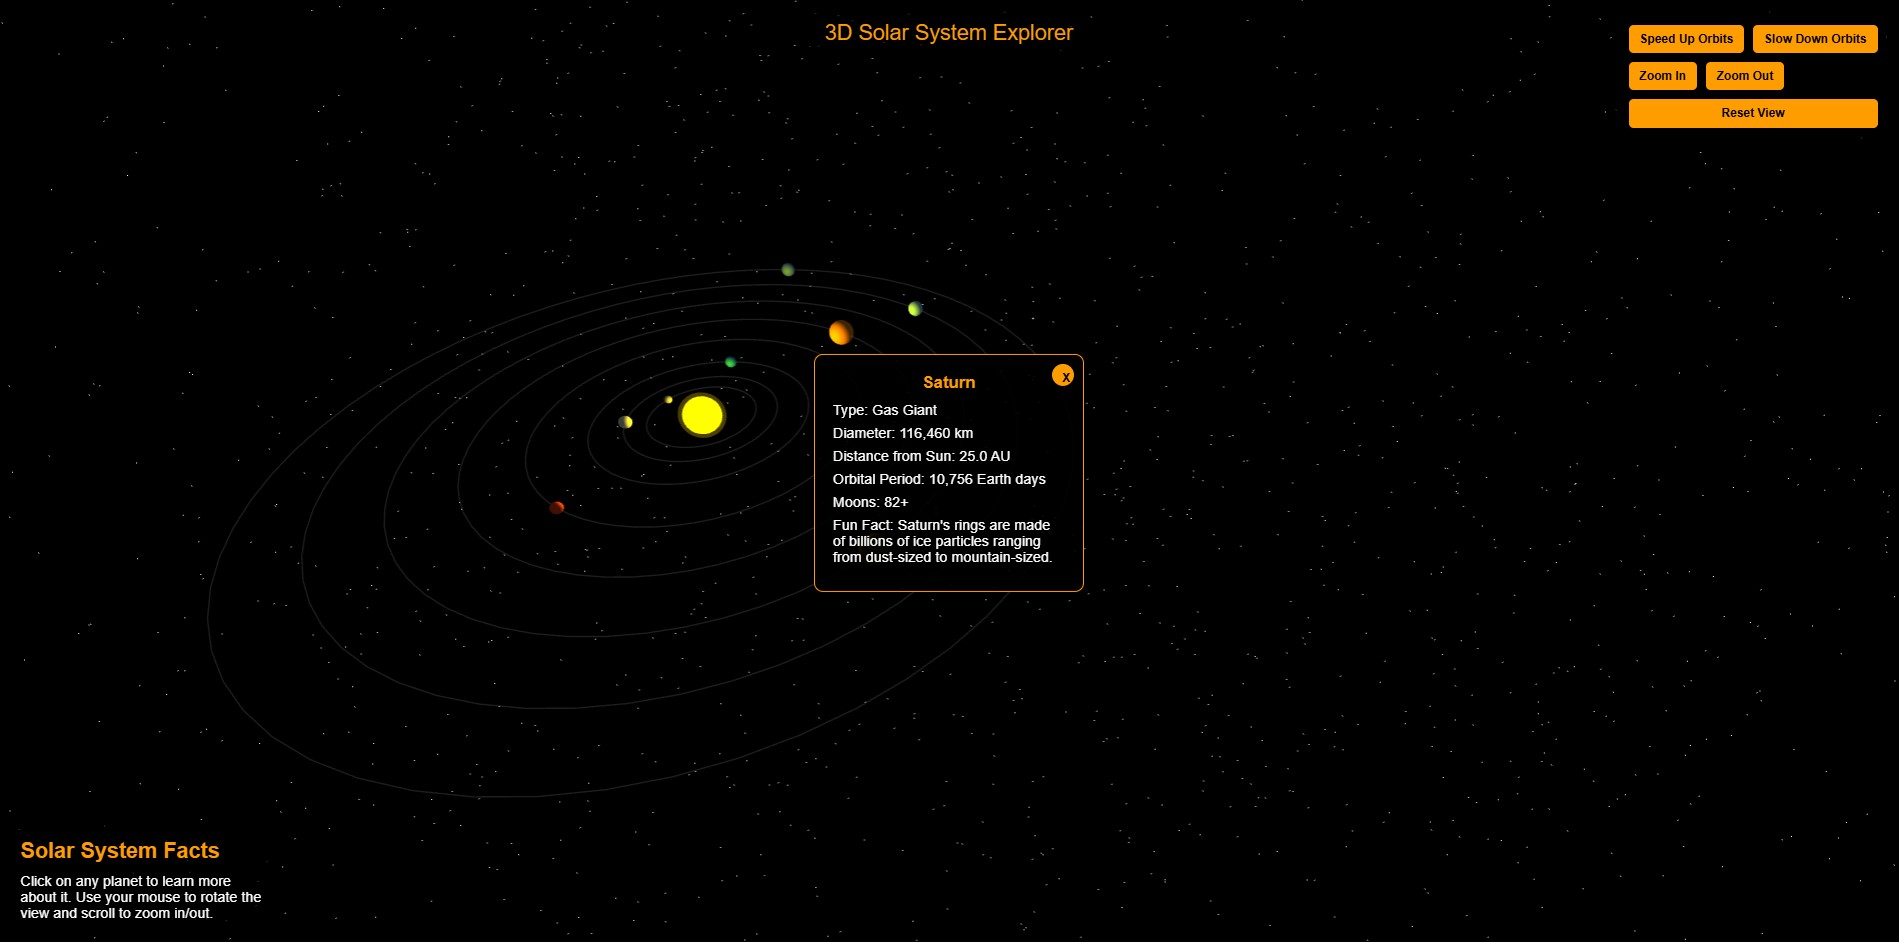 3D Solar System Explorer
Speed Up Orbits
Slow Down Orbits
Zoom In
Zoom Out
Reset View
Saturn
X
Type: Gas Giant
Diameter: 116,460 km
Distance from Sun: 25.0 AU
Orbital Period: 10,756 Earth days
Moons: 82+
Fun Fact: Saturn's rings are made
of billions of ice particles ranging
from dust-sized to mountain-sized.
Solar System Facts
Click on any planet to learn more
about it. Use your mouse to rotate the
view and scroll to zoom in/out.